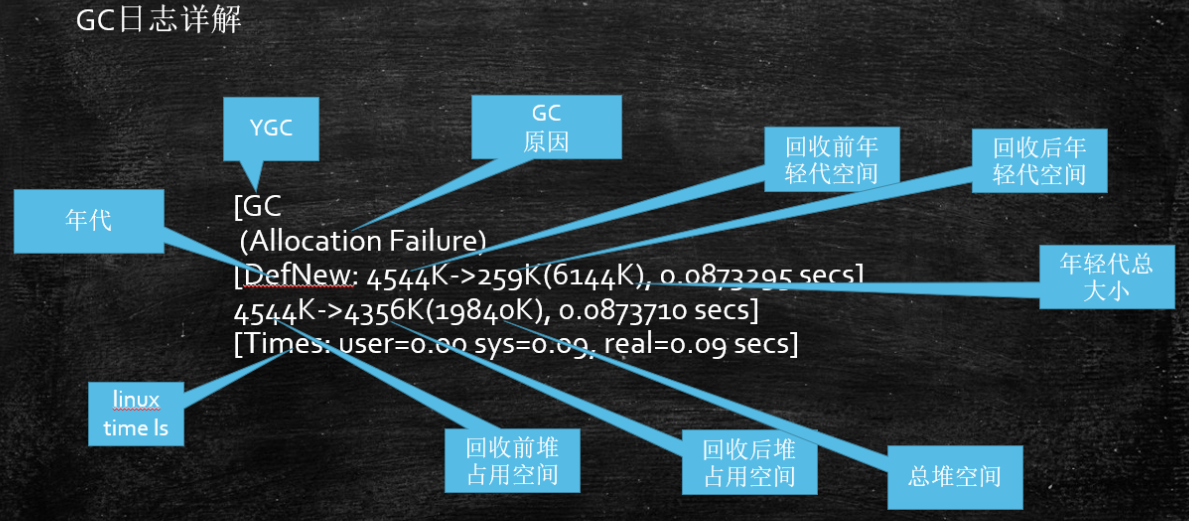 GC日志详解
YGC
GC
原因
回收前年
轻代空间
回收后年
轻代空间
年代
[GC
(Allocation Failure)
[DefNew: 4544K->259K(6144K), 0.0873295 secs]
4544K->4356K(19840K), 0.0873710 secs]
[Times: user=0.00 sys=0.09, real=0.09 secs]
年轻代总
大小
linux
time ls
回收前堆
占用空间
回收后堆
占用空间
总堆空间